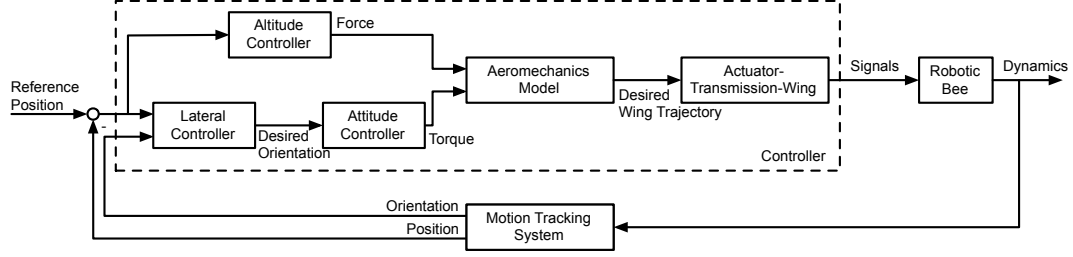 Altitude
Controller
Force
Reference
Position
-
Lateral
Controller
Desired
Orientation
Attitude
Controller
Torque
Aeromechanics
Model
Desired
Wing Trajectory
Actuator-
Transmission-Wing
Controller
Signals
Robotic
Bee
Dynamics
Orientation
Position
Motion Tracking
System